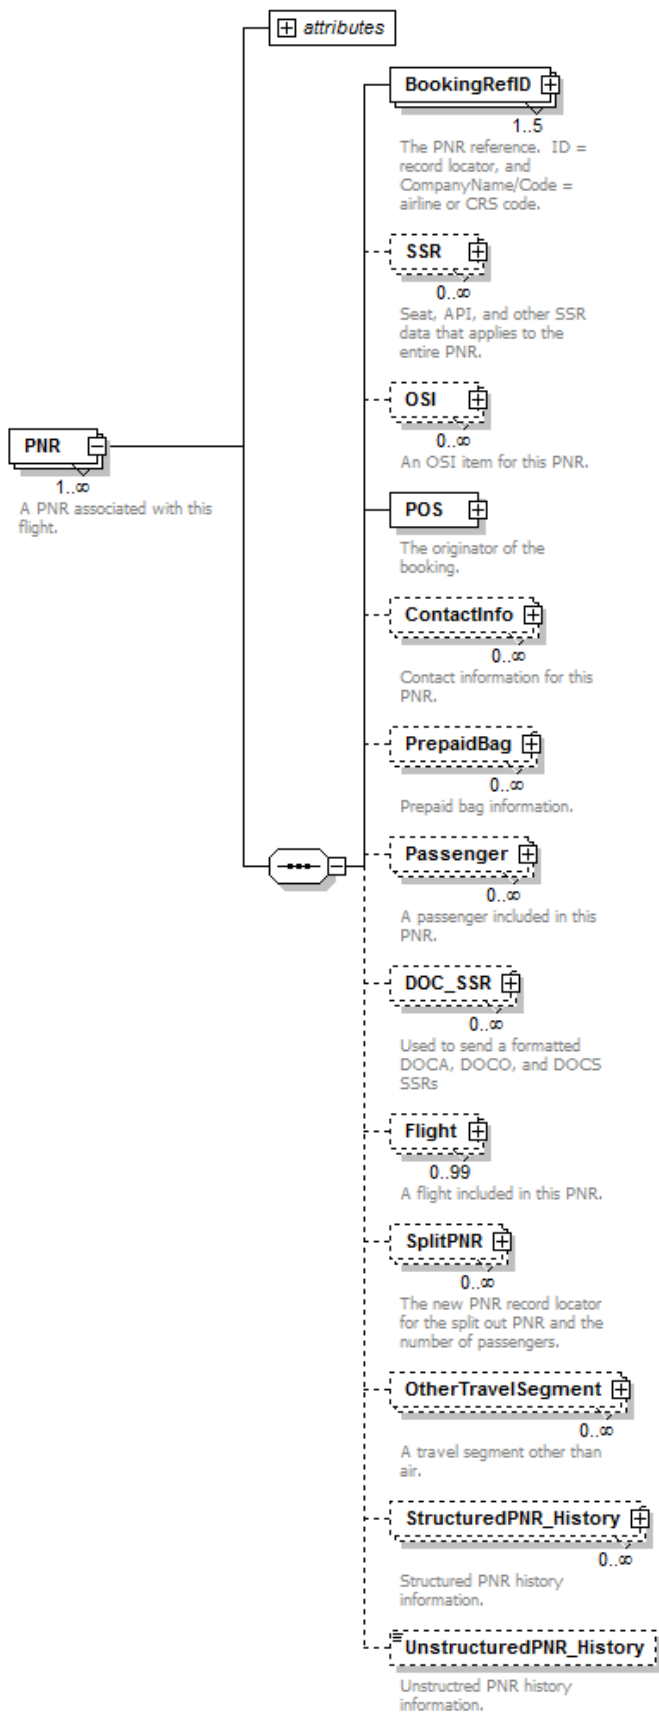 attributes
BookingRefID
1..5
The PNR reference.  ID =
record locator, and
CompanyName/Code =
airline or CRS code.
SSR
0..∞
Seat, API, and other SSR
data that applies to the
entire PNR.
OSI
0..∞
An OSI item for this PNR.
PNR
1..∞
A PNR associated with this
flight.
POS
The originator of the
booking.
ContactInfo
0..∞
Contact information for this
PNR.
PrepaidBag
0..∞
Prepaid bag information.
Passenger
0..∞
A passenger included in this
PNR.
DOC_SSR
0..∞
Used to send a formatted
DOCA, DOCO, and DOCS
SSRs
Flight
0..99
A flight included in this PNR.
SplitPNR
0..∞
The new PNR record locator
for the split out PNR and the
number of passengers.
OtherTravelSegment
0..∞
A travel segment other than
air.
StructuredPNR_History
0..∞
Structured PNR history
information.
UnstructuredPNR_History
Unstructred PNR history
information.